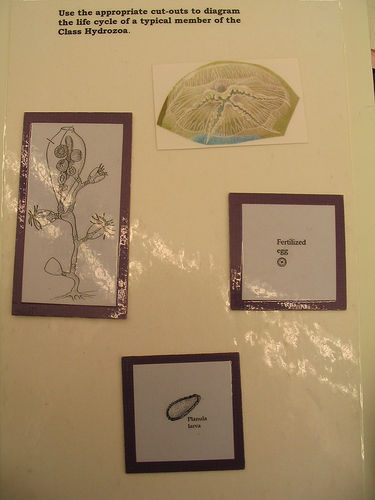 Use the appropriate cut-outs to diagram
the life cycle of a typical member of the
Class Hydrozoa.
Fertilized
egg
Planula
larva